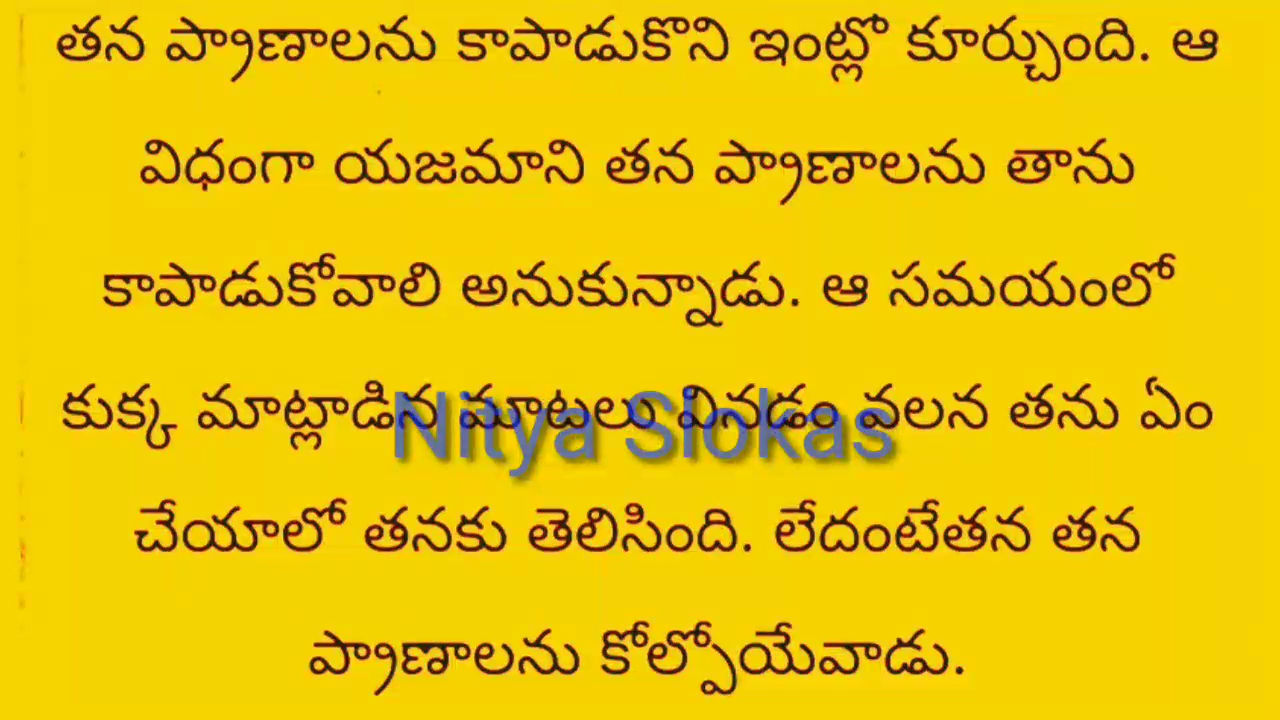 తన ప్రాణాలను కాపాడుకొని ఇంట్లో కూర్చుంది. ఆ
విధంగా యజమాని తన ప్రాణాలను తాను
కాపాడుకోవాలి అనుకున్నాడు. ఆ సమయంలో
కుక్క మాట్లాడిన మాటలు వినడం వలన తను ఏం
Nitya Slokas
చేయాలో తనకు తెలిసింది. లేదంటేతన తన
ప్రాణాలను కోల్పోయేవాడు.